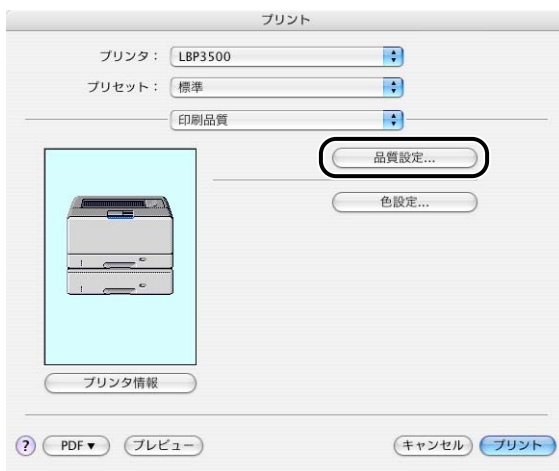 プリント
プリンタ： LBP3500
プリセット： 標準
印刷品質
品質設定...
色設定...
プリンタ情報
? PDF▼ プレビュー キャンセル プリント